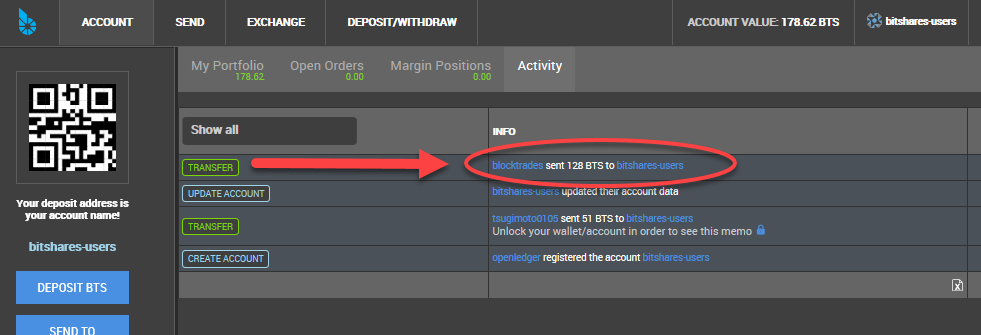 ACCOUNT SEND EXCHANGE DEPOSIT/WITHDRAW ACCOUNT VALUE: 178.62 BTS bitshares-users
My Portfolio Open Orders Margin Positions Activity
178.62 0.00 0.00
Show all INFO
TRANSFER blocktrades sent 128 BTS to bitshares-users
UPDATE ACCOUNT bitshares-users updated their account data
TRANSFER tsugimoto0105 sent 51 BTS to bitshares-users
Unlock your wallet/account in order to see this memo
CREATE ACCOUNT openledger registered the account bitshares-users
Your deposit address is
your account name!
bitshares-users
DEPOSIT BTS
SEND TO